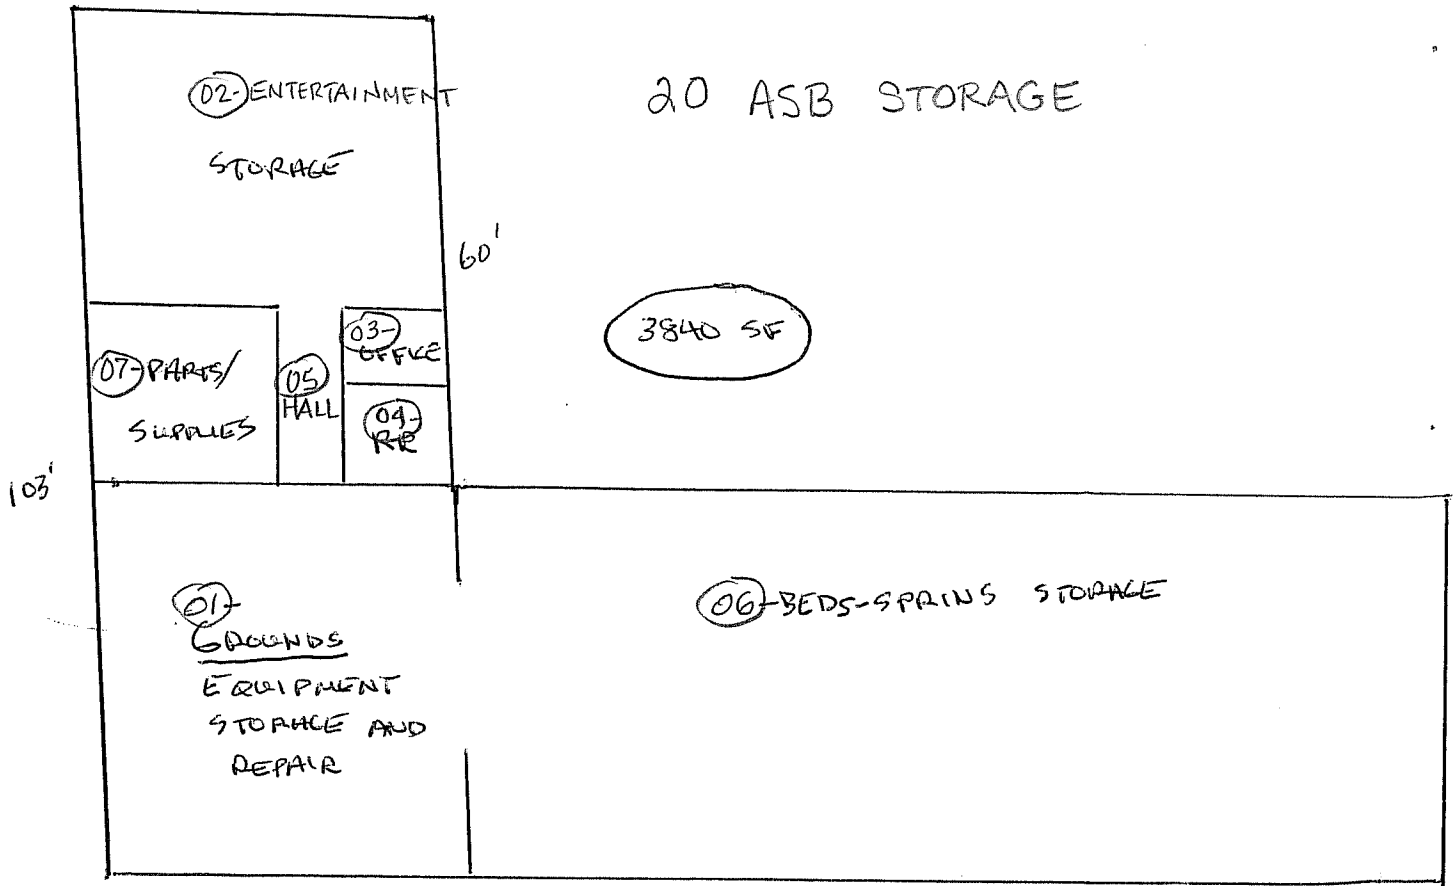 20 ASB STORAGE
02-ENTERTAINMENT
STORAGE
60'
3840 SF
03-
OFFICE
07-PARTS/
SUPPLIES
05
HALL
04-
RR
103'
01-
GROUNDS
EQUIPMENT
STORAGE AND
REPAIR
06-BEDS-SPRINS STORAGE